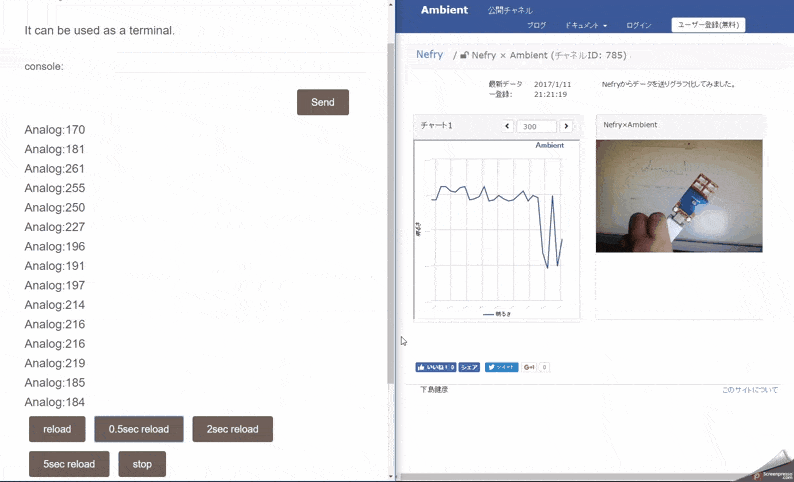 It can be used as a terminal.
console:
Send
Analog:170
Analog:181
Analog:261
Analog:255
Analog:250
Analog:227
Analog:196
Analog:191
Analog:197
Analog:214
Analog:216
Analog:216
Analog:219
Analog:185
Analog:184
reload 0.5sec reload 2sec reload
5sec reload stop
Ambient 公開チャネル
ブログ ドキュメント ログイン ユーザー登録(無料)
Nefry / Nefry × Ambient (チャネルID: 785)
最新データ 2017/1/11 Nefryからデータを送りグラフ化してみました。
ー登録: 21:21:19
チャート1 300
Ambient
明るさ
明るさ
Nefry×Ambient
いいね! 0 シェア ツイート G+1 0
下島健彦 このサイトについて
Screenpresso
.com